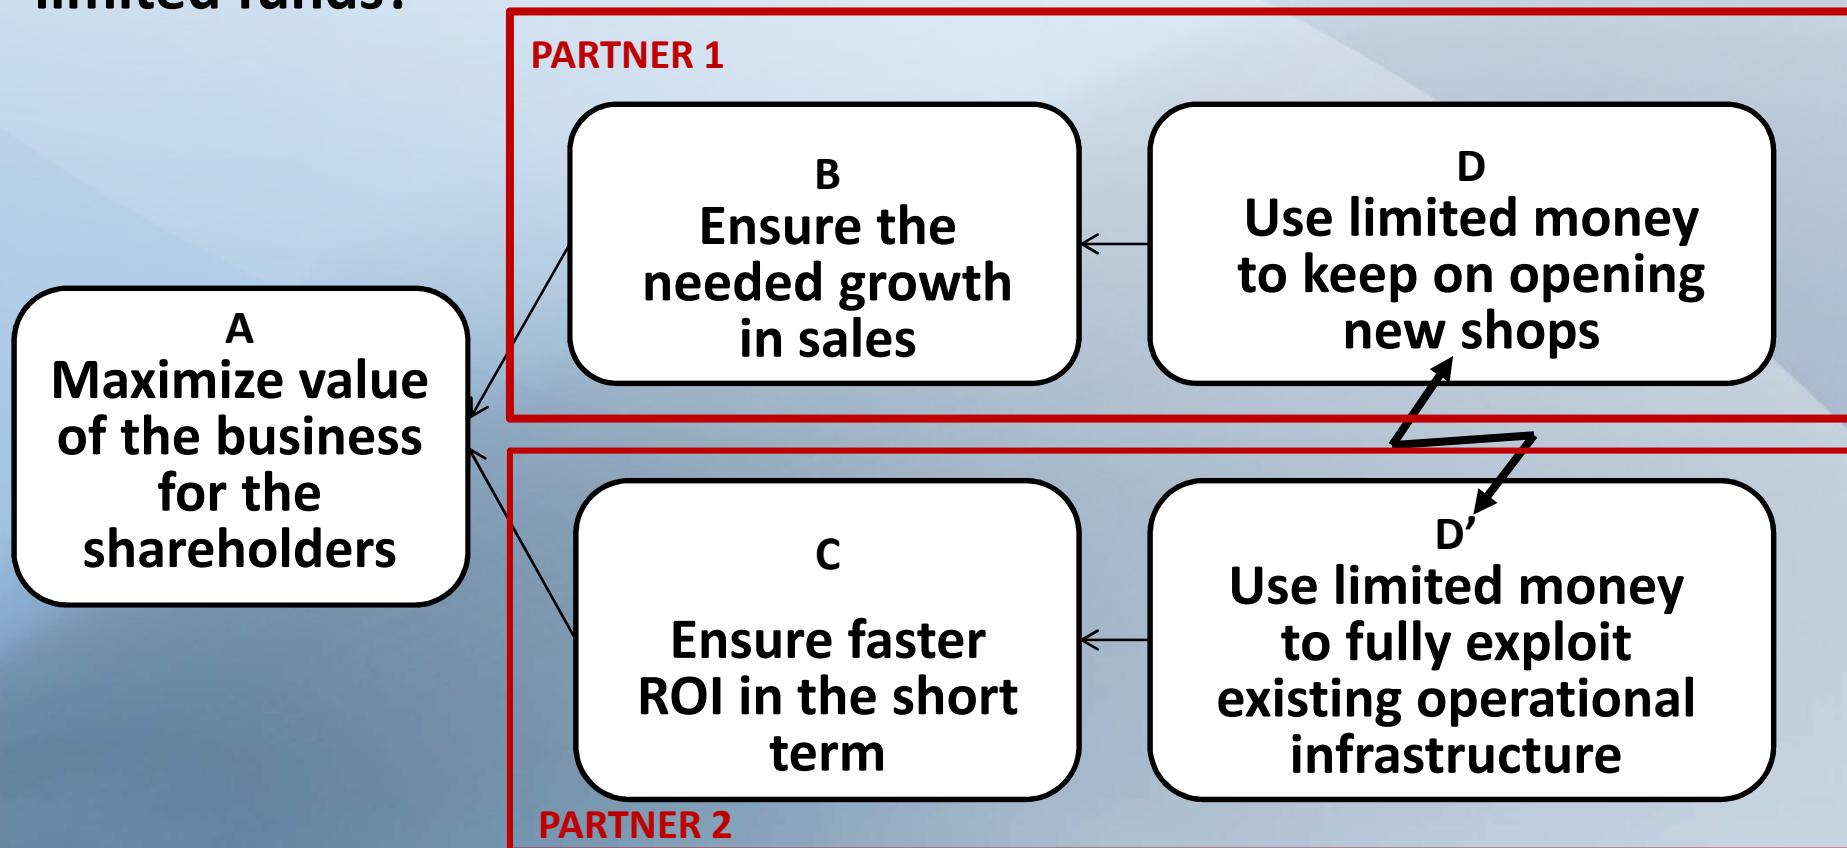 limited funds?
PARTNER 1
B
Ensure the
needed growth
in sales
D
Use limited money
to keep on opening
new shops
A
Maximize value
of the business
for the
shareholders
C
Ensure faster
ROI in the short
term
D’
Use limited money
to fully exploit
existing operational
infrastructure
PARTNER 2